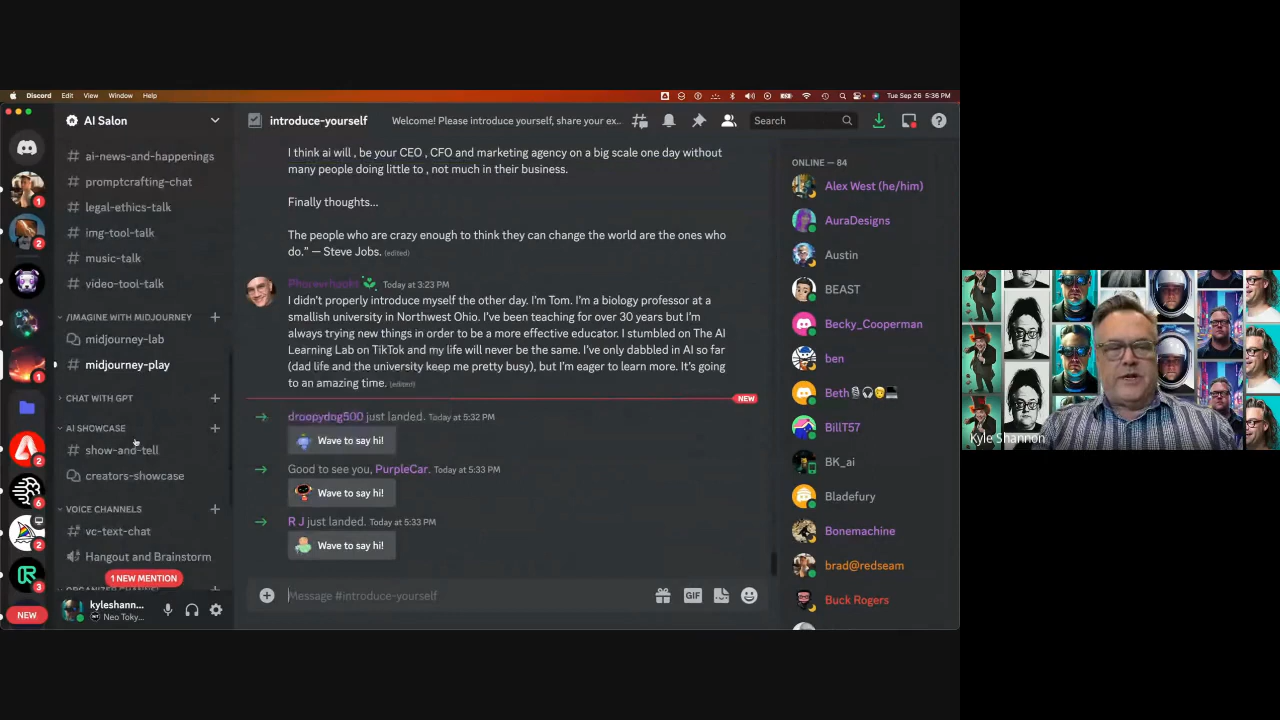 Discord Edit View Window Help
Tue Sep 26 5:36 PM
AI Salon
ai-news-and-happenings
promptcrafting-chat
legal-ethics-talk
img-tool-talk
music-talk
video-tool-talk
/IMAGINE WITH MIDJOURNEY
midjourney-lab
midjourney-play
CHAT WITH GPT
AI SHOWCASE
show-and-tell
creators-showcase
VOICE CHANNELS
vc-text-chat
Hangout and Brainstorm
1 NEW MENTION
kyleshann...
Neo Toky...
1
2
1
2
6
2
3
NEW
introduce-yourself
Welcome! Please introduce yourself, share your ex...
Search
I think ai will , be your CEO , CFO and marketing agency on a big scale one day without
many people doing little to , not much in their business.
Finally thoughts...
The people who are crazy enough to think they can change the world are the ones who
do." — Steve Jobs. (edited)
Today at 3:23 PM
I didn't properly introduce myself the other day. I'm Tom. I'm a biology professor at a
smallish university in Northwest Ohio. I've been teaching for over 30 years but I'm
always trying new things in order to be a more effective educator. I stumbled on The AI
Learning Lab on TikTok and my life will never be the same. I've only dabbled in AI so far
(dad life and the university keep me pretty busy), but I'm eager to learn more. It's going
to an amazing time. (edited)
NEW
droopydog500 just landed. Today at 5:32 PM
Wave to say hi!
Good to see you, PurpleCar. Today at 5:33 PM
Wave to say hi!
R J just landed. Today at 5:33 PM
Wave to say hi!
Message #introduce-yourself
GIF
ONLINE — 84
Alex West (he/him)
AuraDesigns
Austin
BEAST
Becky_Cooperman
ben
Beth
BillT57
BK_ai
Bladefury
Bonemachine
brad@redseam
Buck Rogers
Kyle Shannon